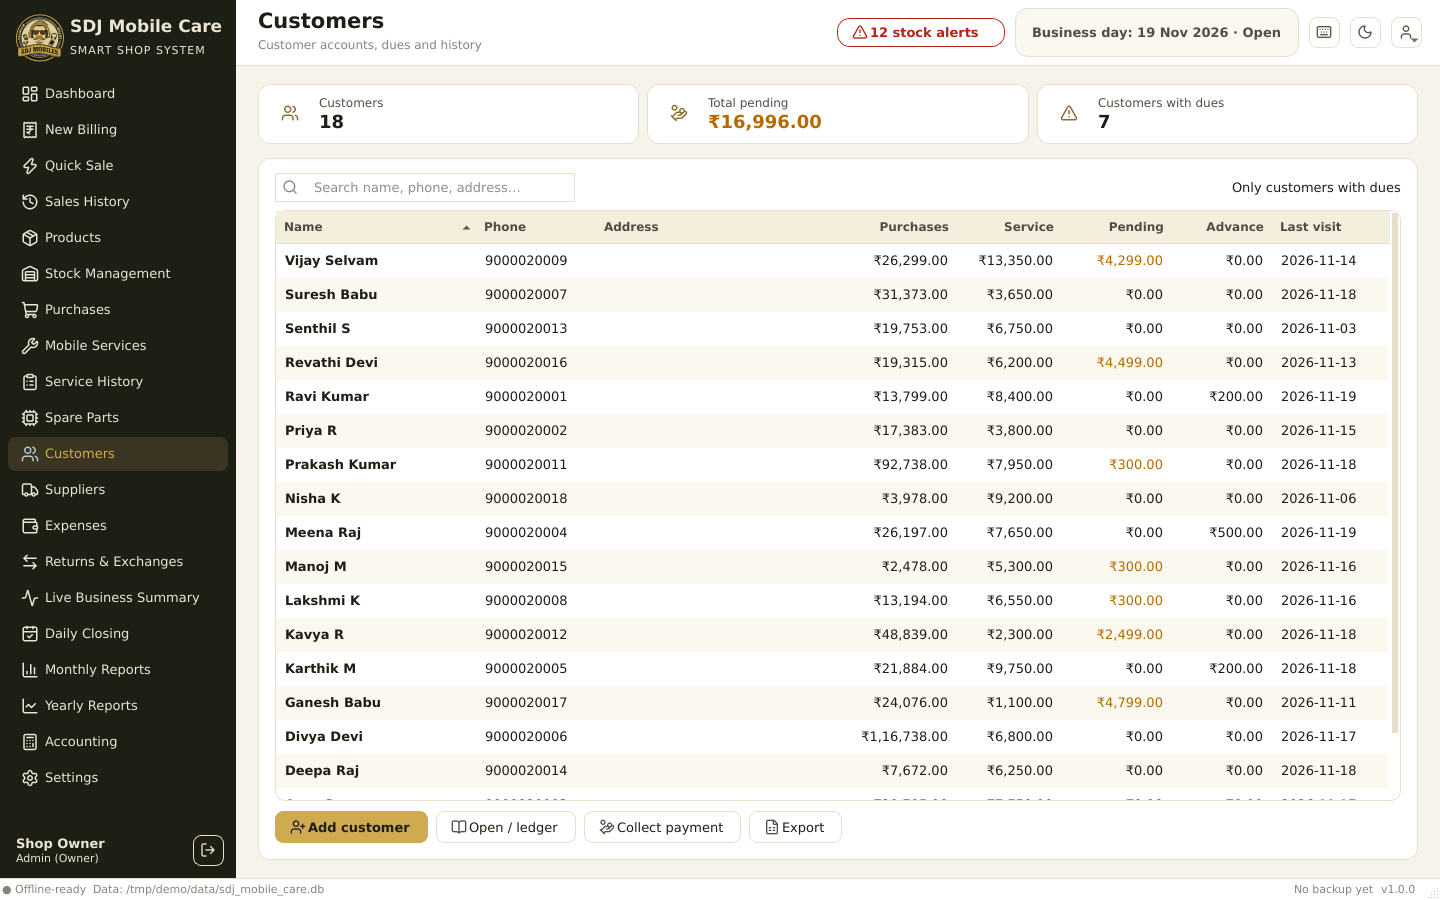 SDJ Mobile Care
SMART SHOP SYSTEM
SDJ MOBILES
Dashboard
New Billing
Quick Sale
Sales History
Products
Stock Management
Purchases
Mobile Services
Service History
Spare Parts
Customers
Suppliers
Expenses
Returns & Exchanges
Live Business Summary
Daily Closing
Monthly Reports
Yearly Reports
Accounting
Settings
Shop Owner
Admin (Owner)
Customers
Customer accounts, dues and history
12 stock alerts
Business day: 19 Nov 2026 · Open
Customers
18
Total pending
₹16,996.00
Customers with dues
7
Search name, phone, address...
Only customers with dues
Name Phone Address Purchases Service Pending Advance Last visit
Vijay Selvam 9000020009 ₹26,299.00 ₹13,350.00 ₹4,299.00 ₹0.00 2026-11-14
Suresh Babu 9000020007 ₹31,373.00 ₹3,650.00 ₹0.00 ₹0.00 2026-11-18
Senthil S 9000020013 ₹19,753.00 ₹6,750.00 ₹0.00 ₹0.00 2026-11-03
Revathi Devi 9000020016 ₹19,315.00 ₹6,200.00 ₹4,499.00 ₹0.00 2026-11-13
Ravi Kumar 9000020001 ₹13,799.00 ₹8,400.00 ₹0.00 ₹200.00 2026-11-19
Priya R 9000020002 ₹17,383.00 ₹3,800.00 ₹0.00 ₹0.00 2026-11-15
Prakash Kumar 9000020011 ₹92,738.00 ₹7,950.00 ₹300.00 ₹0.00 2026-11-18
Nisha K 9000020018 ₹3,978.00 ₹9,200.00 ₹0.00 ₹0.00 2026-11-06
Meena Raj 9000020004 ₹26,197.00 ₹7,650.00 ₹0.00 ₹500.00 2026-11-19
Manoj M 9000020015 ₹2,478.00 ₹5,300.00 ₹300.00 ₹0.00 2026-11-16
Lakshmi K 9000020008 ₹13,194.00 ₹6,550.00 ₹300.00 ₹0.00 2026-11-16
Kavya R 9000020012 ₹48,839.00 ₹2,300.00 ₹2,499.00 ₹0.00 2026-11-18
Karthik M 9000020005 ₹21,884.00 ₹9,750.00 ₹0.00 ₹200.00 2026-11-18
Ganesh Babu 9000020017 ₹24,076.00 ₹1,100.00 ₹4,799.00 ₹0.00 2026-11-11
Divya Devi 9000020006 ₹1,16,738.00 ₹6,800.00 ₹0.00 ₹0.00 2026-11-17
Deepa Raj 9000020014 ₹7,672.00 ₹6,250.00 ₹0.00 ₹0.00 2026-11-18
Add customer
Open / ledger
Collect payment
Export
Offline-ready Data: /tmp/demo/data/sdj_mobile_care.db
No backup yet v1.0.0